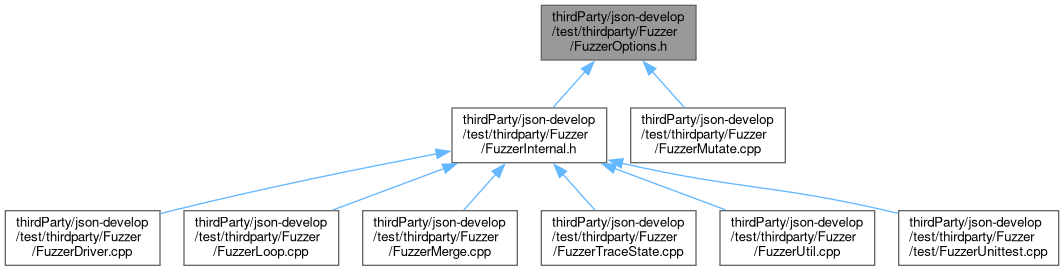 thirdParty/json-develop
/test/thirdparty/Fuzzer
/FuzzerOptions.h
thirdParty/json-develop
/test/thirdparty/Fuzzer
/FuzzerInternal.h
thirdParty/json-develop
/test/thirdparty/Fuzzer
/FuzzerMutate.cpp
thirdParty/json-develop
/test/thirdparty/Fuzzer
/FuzzerDriver.cpp
thirdParty/json-develop
/test/thirdparty/Fuzzer
/FuzzerLoop.cpp
thirdParty/json-develop
/test/thirdparty/Fuzzer
/FuzzerMerge.cpp
thirdParty/json-develop
/test/thirdparty/Fuzzer
/FuzzerTraceState.cpp
thirdParty/json-develop
/test/thirdparty/Fuzzer
/FuzzerUtil.cpp
thirdParty/json-develop
/test/thirdparty/Fuzzer
/test/FuzzerUnittest.cpp